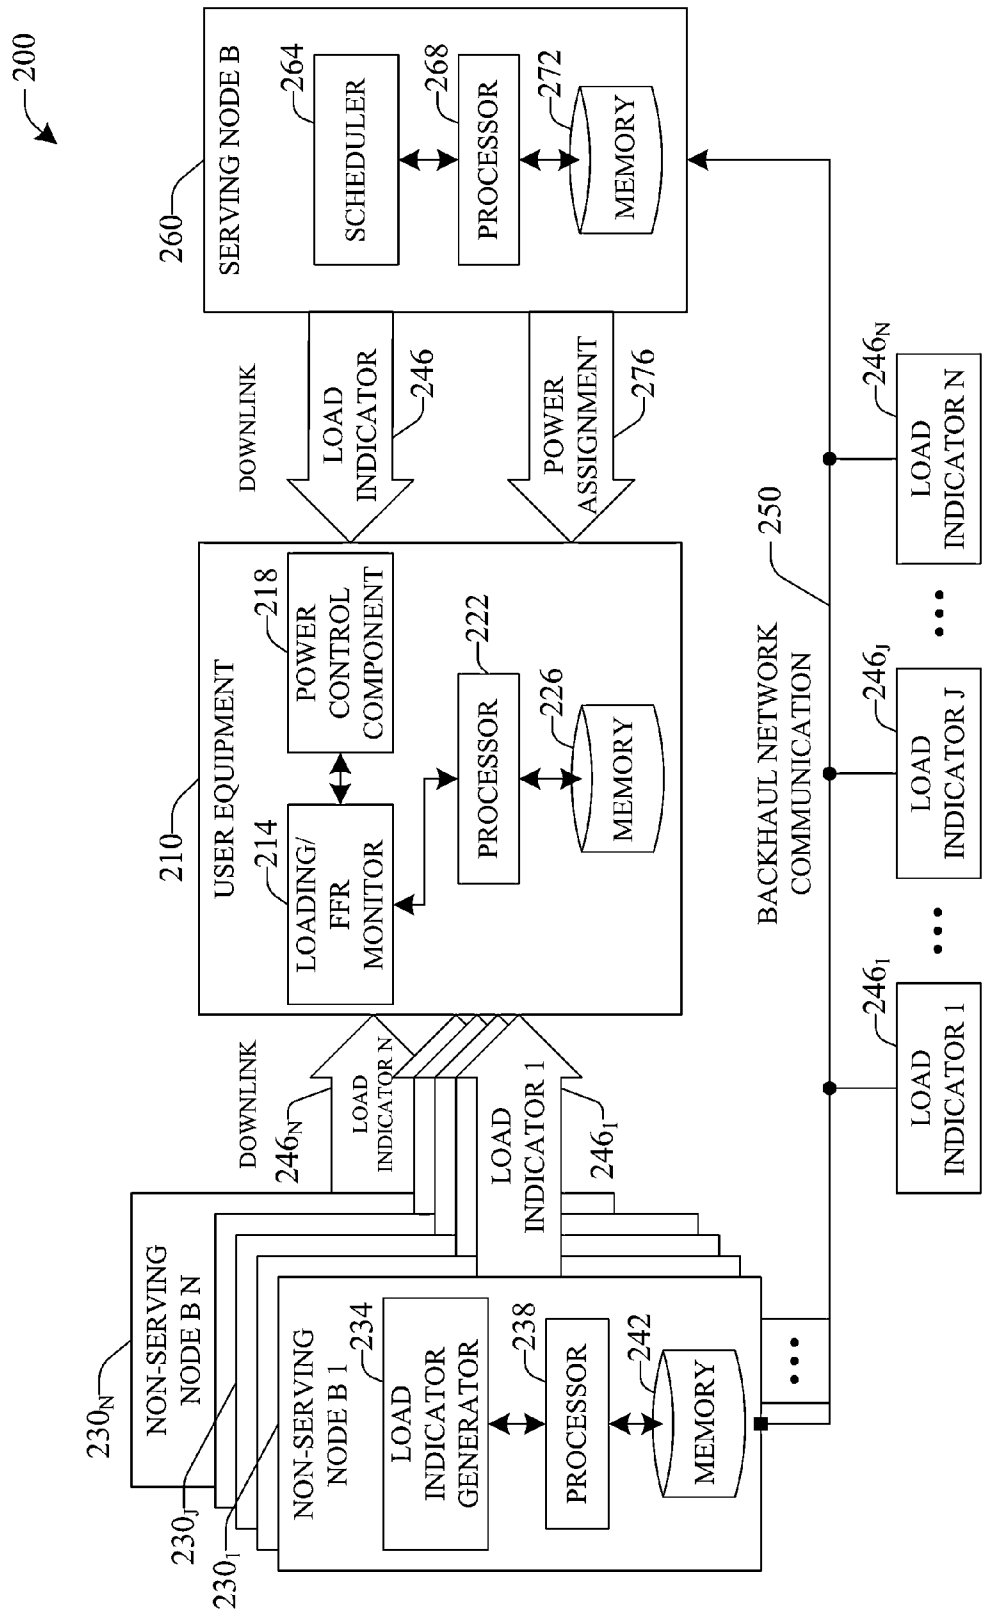 200
230N
NON-SERVING
NODE B N
230J
230I
NON-SERVING
NODE B 1
234
LOAD
INDICATOR
GENERATOR
238
PROCESSOR
242
MEMORY
...
DOWNLINK
246N
LOAD
INDICATOR N
LOAD
INDICATOR 1
246I
210
USER EQUIPMENT
214
LOADING/
FFR
MONITOR
218
POWER
CONTROL
COMPONENT
222
PROCESSOR
226
MEMORY
DOWNLINK
LOAD
INDICATOR
246
POWER
ASSIGNMENT
276
260
SERVING NODE B
264
SCHEDULER
268
PROCESSOR
272
MEMORY
BACKHAUL NETWORK
COMMUNICATION
250
246I
LOAD
INDICATOR 1
...
246J
LOAD
INDICATOR J
...
246N
LOAD
INDICATOR N